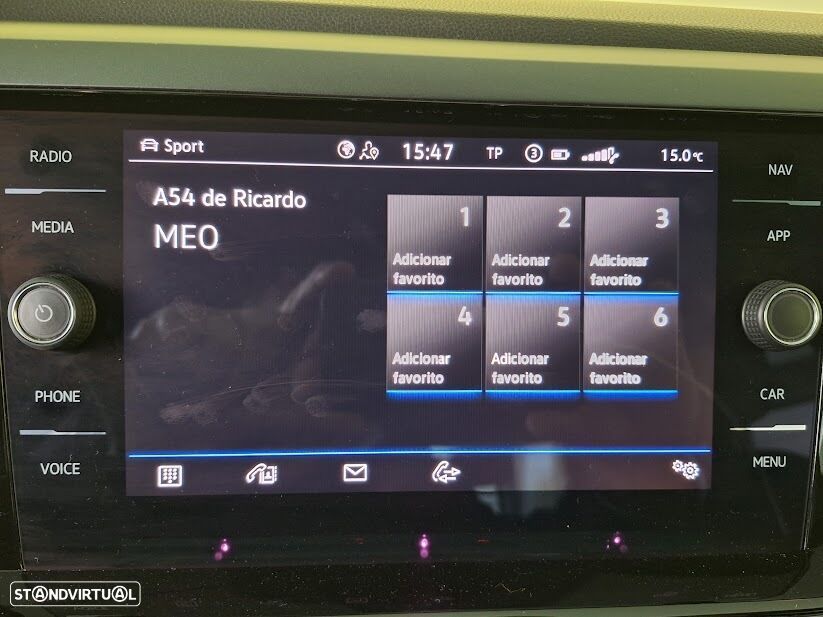 RADIO
MEDIA
PHONE
VOICE
Sport
15:47
TP
3
15.0°C
A54 de Ricardo
MEO
1
Adicionar
favorito
2
Adicionar
favorito
3
Adicionar
favorito
4
Adicionar
favorito
5
Adicionar
favorito
6
Adicionar
favorito
NAV
APP
CAR
MENU
STANDVIRTUAL